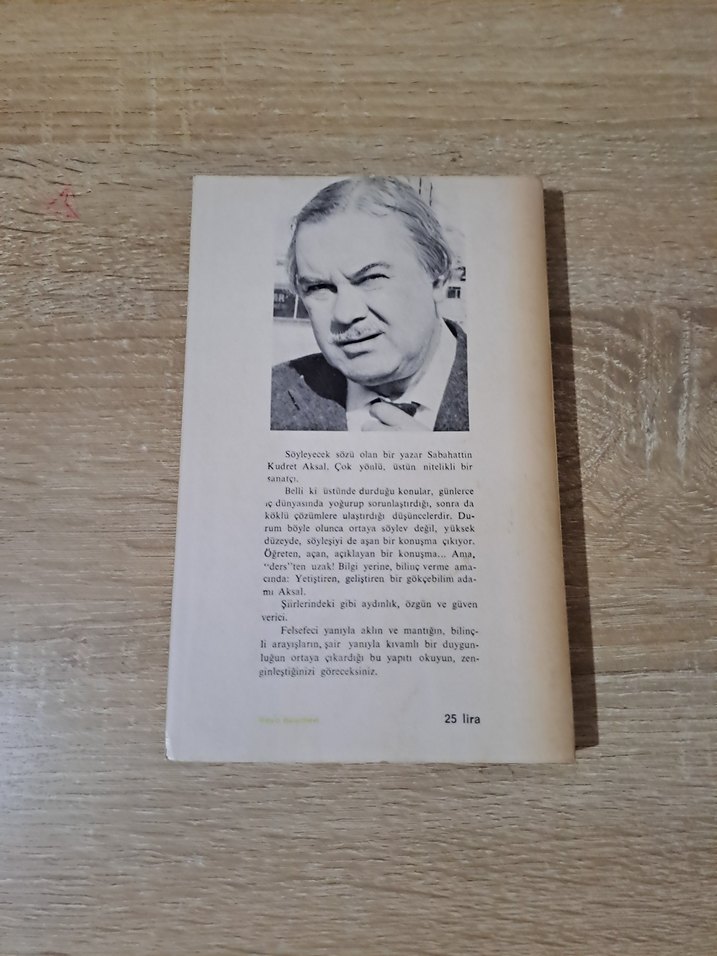 Söyleyecek sözü olan bir yazar Sabahattin
Kudret Aksal. Çok yönlü, üstün nitelikli bir
sanatçı.
Belli ki üstünde durduğu konular, günlerce
iç dünyasında yoğurup sorunlaştırdığı, sonra da
köklü çözümlere ulaştırdığı düşüncelerdir. Du-
rum böyle olunca ortaya söylev değil, yüksek
düzeyde, söyleşiyi de aşan bir konuşma çıkıyor.
Öğreten, açan, açıklayan bir konuşma... Ama,
“ders”ten uzak! Bilgi yerine, bilinç verme ama-
cında: Yetiştiren, geliştiren bir gökçebilim ada-
mı Aksal.
Şiirlerindeki gibi aydınlık, özgün ve güven
verici.
Felsefeci yanıyla aklın ve mantığın, bilinç-
li arayışların, şair yanıyla kıvamlı bir duygun-
luğun ortaya çıkardığı bu yapıtı okuyun, zen-
ginleştiğinizi göreceksiniz.
25 lira